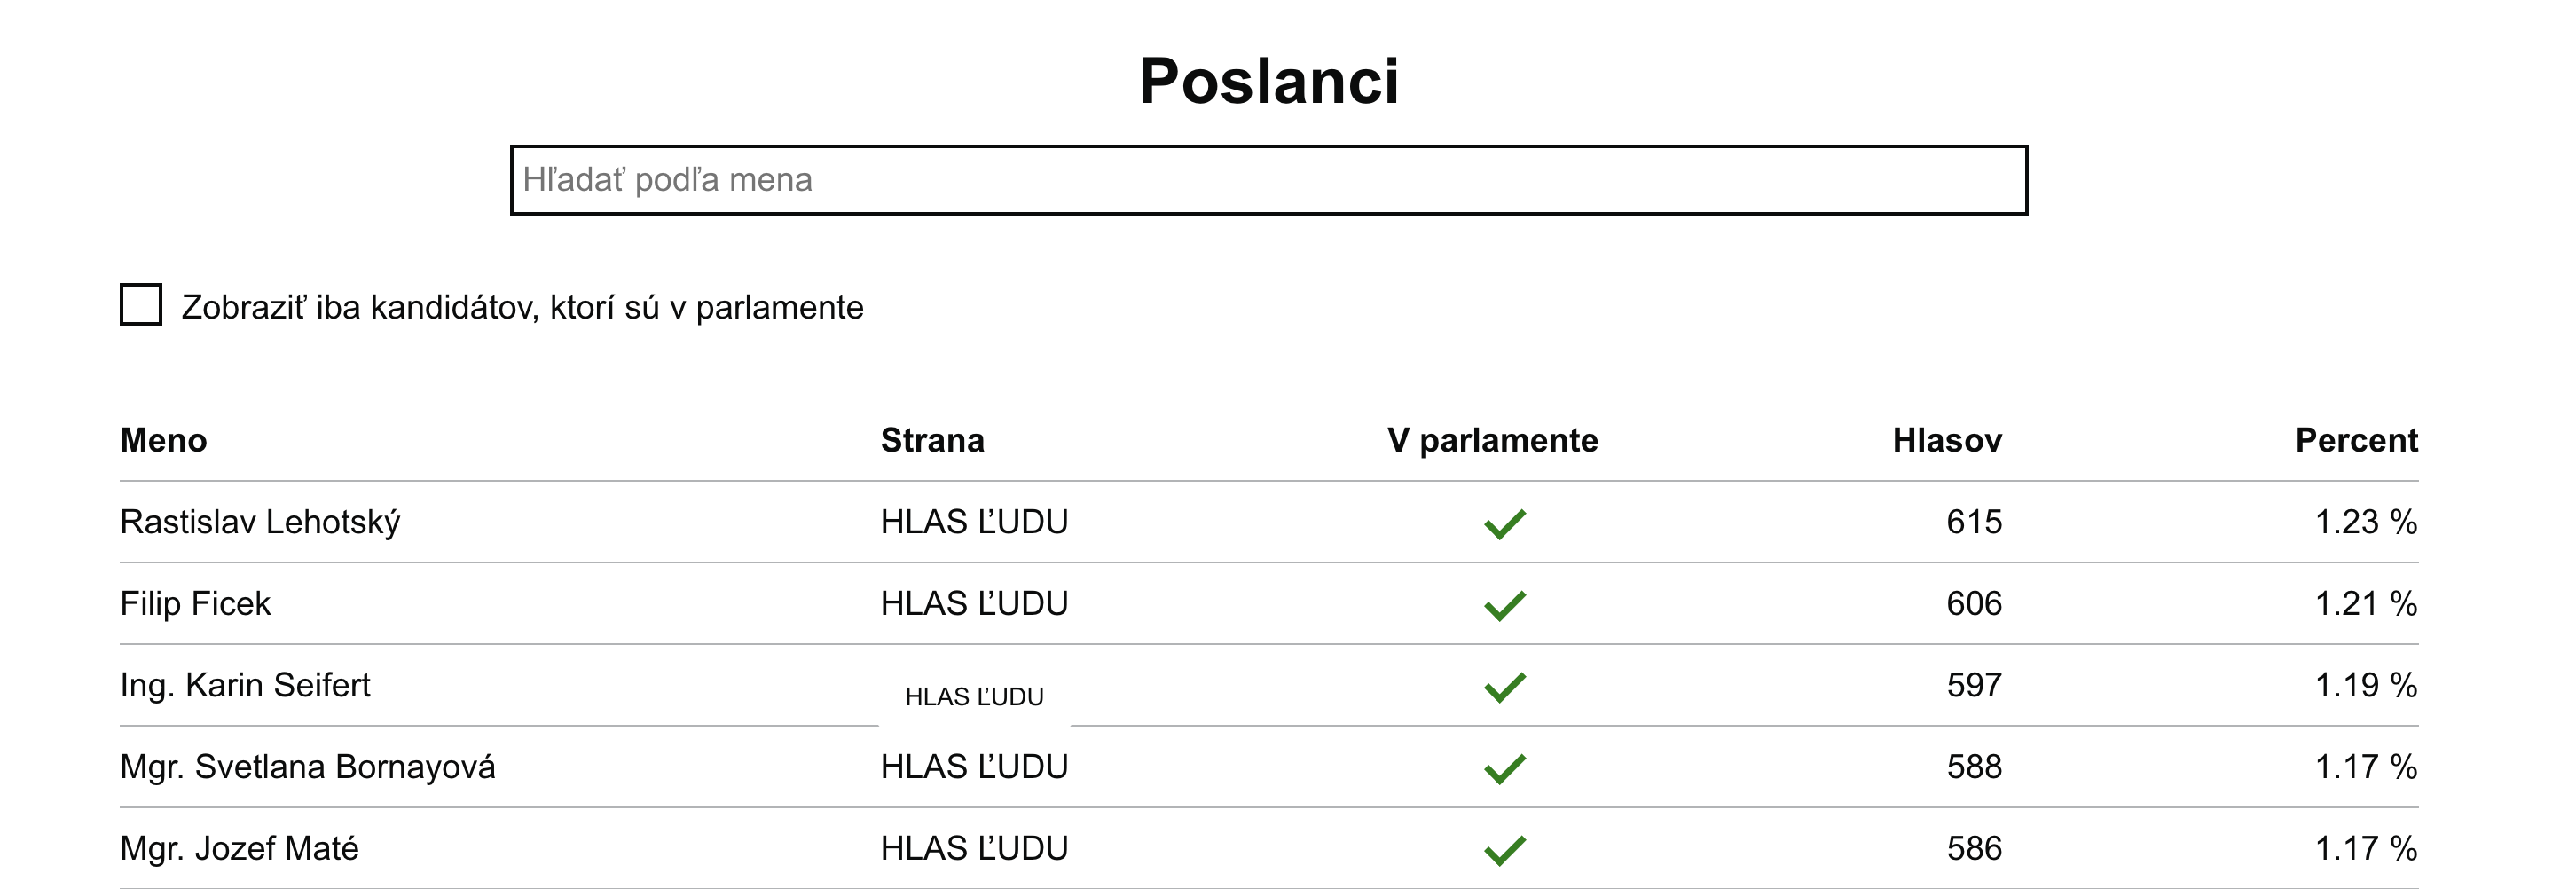 Poslanci
Hľadať podľa mena
Zobraziť iba kandidátov, ktorí sú v parlamente
Meno Strana V parlamente Hlasov Percent
Rastislav Lehotský HLAS ĽUDU 615 1.23 %
Filip Ficek HLAS ĽUDU 606 1.21 %
Ing. Karin Seifert HLAS ĽUDU 597 1.19 %
Mgr. Svetlana Bornayová HLAS ĽUDU 588 1.17 %
Mgr. Jozef Maté HLAS ĽUDU 586 1.17 %